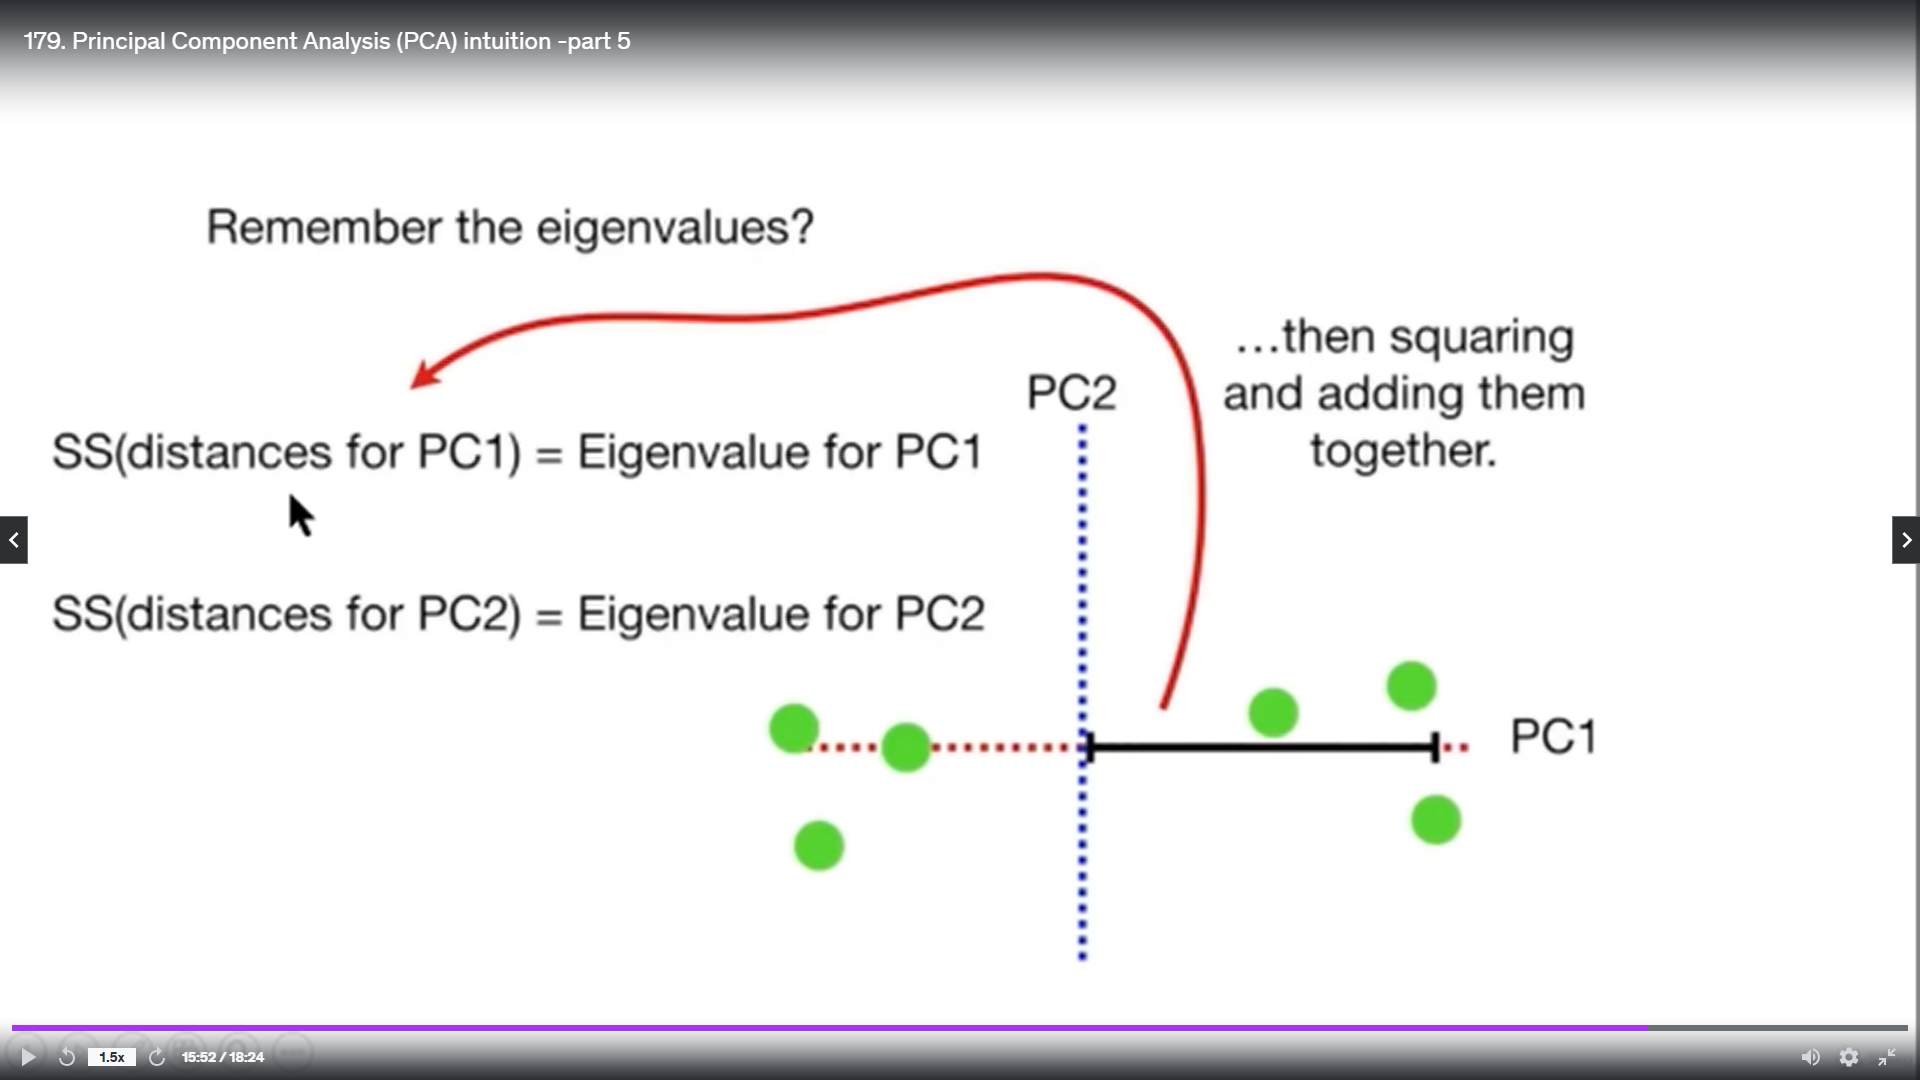 179. Principal Component Analysis (PCA) intuition -part 5
Remember the eigenvalues?
...then squaring
and adding them
together.
PC2
SS(distances for PC1) = Eigenvalue for PC1
SS(distances for PC2) = Eigenvalue for PC2
PC1
1.5x
15:52 / 18:24